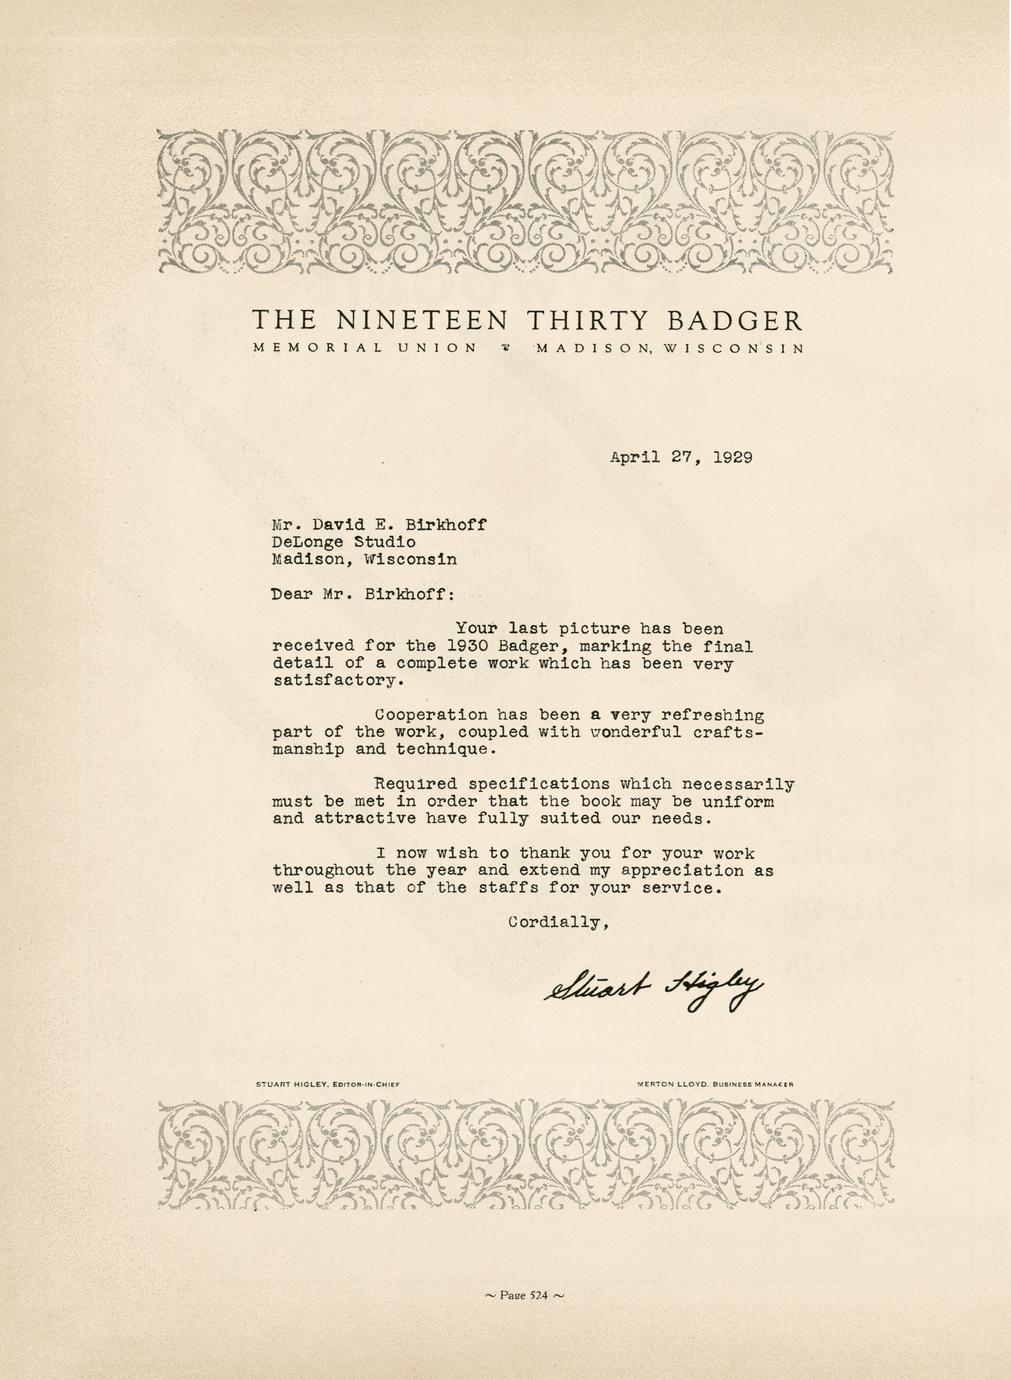 THE NINETEEN THIRTY BADGER
MEMORIAL UNION MADISON, WISCONSIN
April 27, 1929
Mr. David E. Birkhoff
DeLonge Studio
Madison, Wisconsin
Dear Mr. Birkhoff:
Your last picture has been
received for the 1930 Badger, marking the final
detail of a complete work which has been very
satisfactory.
Cooperation has been a very refreshing
part of the work, coupled with wonderful crafts-
manship and technique.
Required specifications which necessarily
must be met in order that the book may be uniform
and attractive have fully suited our needs.
I now wish to thank you for your work
throughout the year and extend my appreciation as
well as that of the staffs for your service.
Cordially,
Stuart Higley
STUART HIGLEY, EDITOR-IN-CHIEF
MERTON LLOYD, BUSINESS MANAGER
~ Page 524 ~